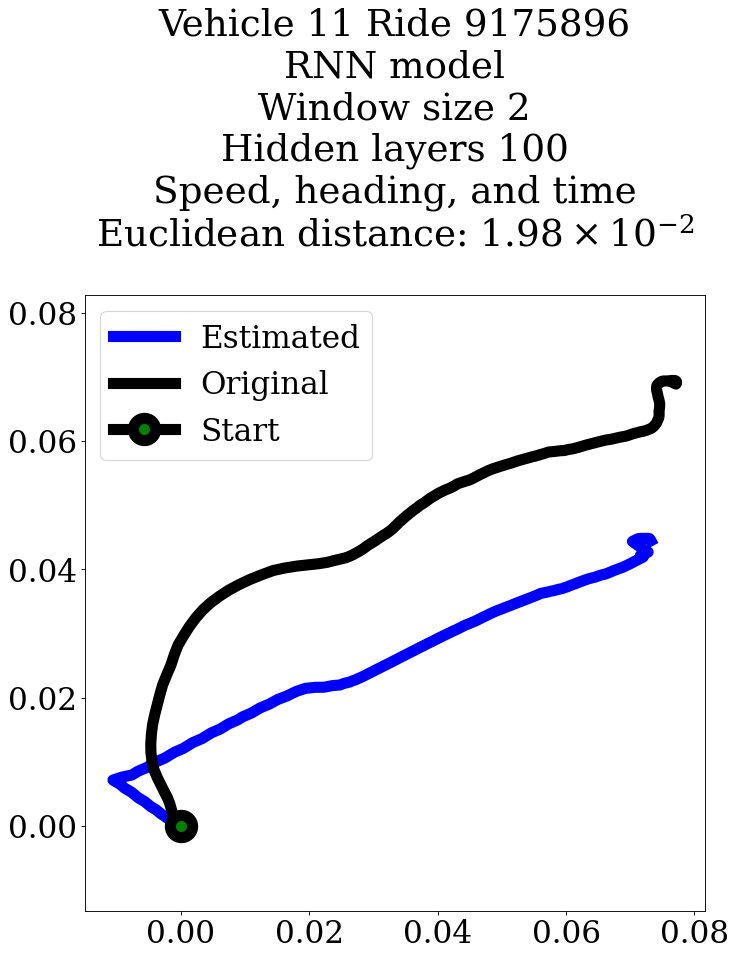 Vehicle 11 Ride 9175896
RNN model
Window size 2
Hidden layers 100
Speed, heading, and time
Euclidean distance: 1.98 × 10⁻²
Estimated
Original
Start
0.08
0.06
0.04
0.02
0.00
0.00 0.02 0.04 0.06 0.08